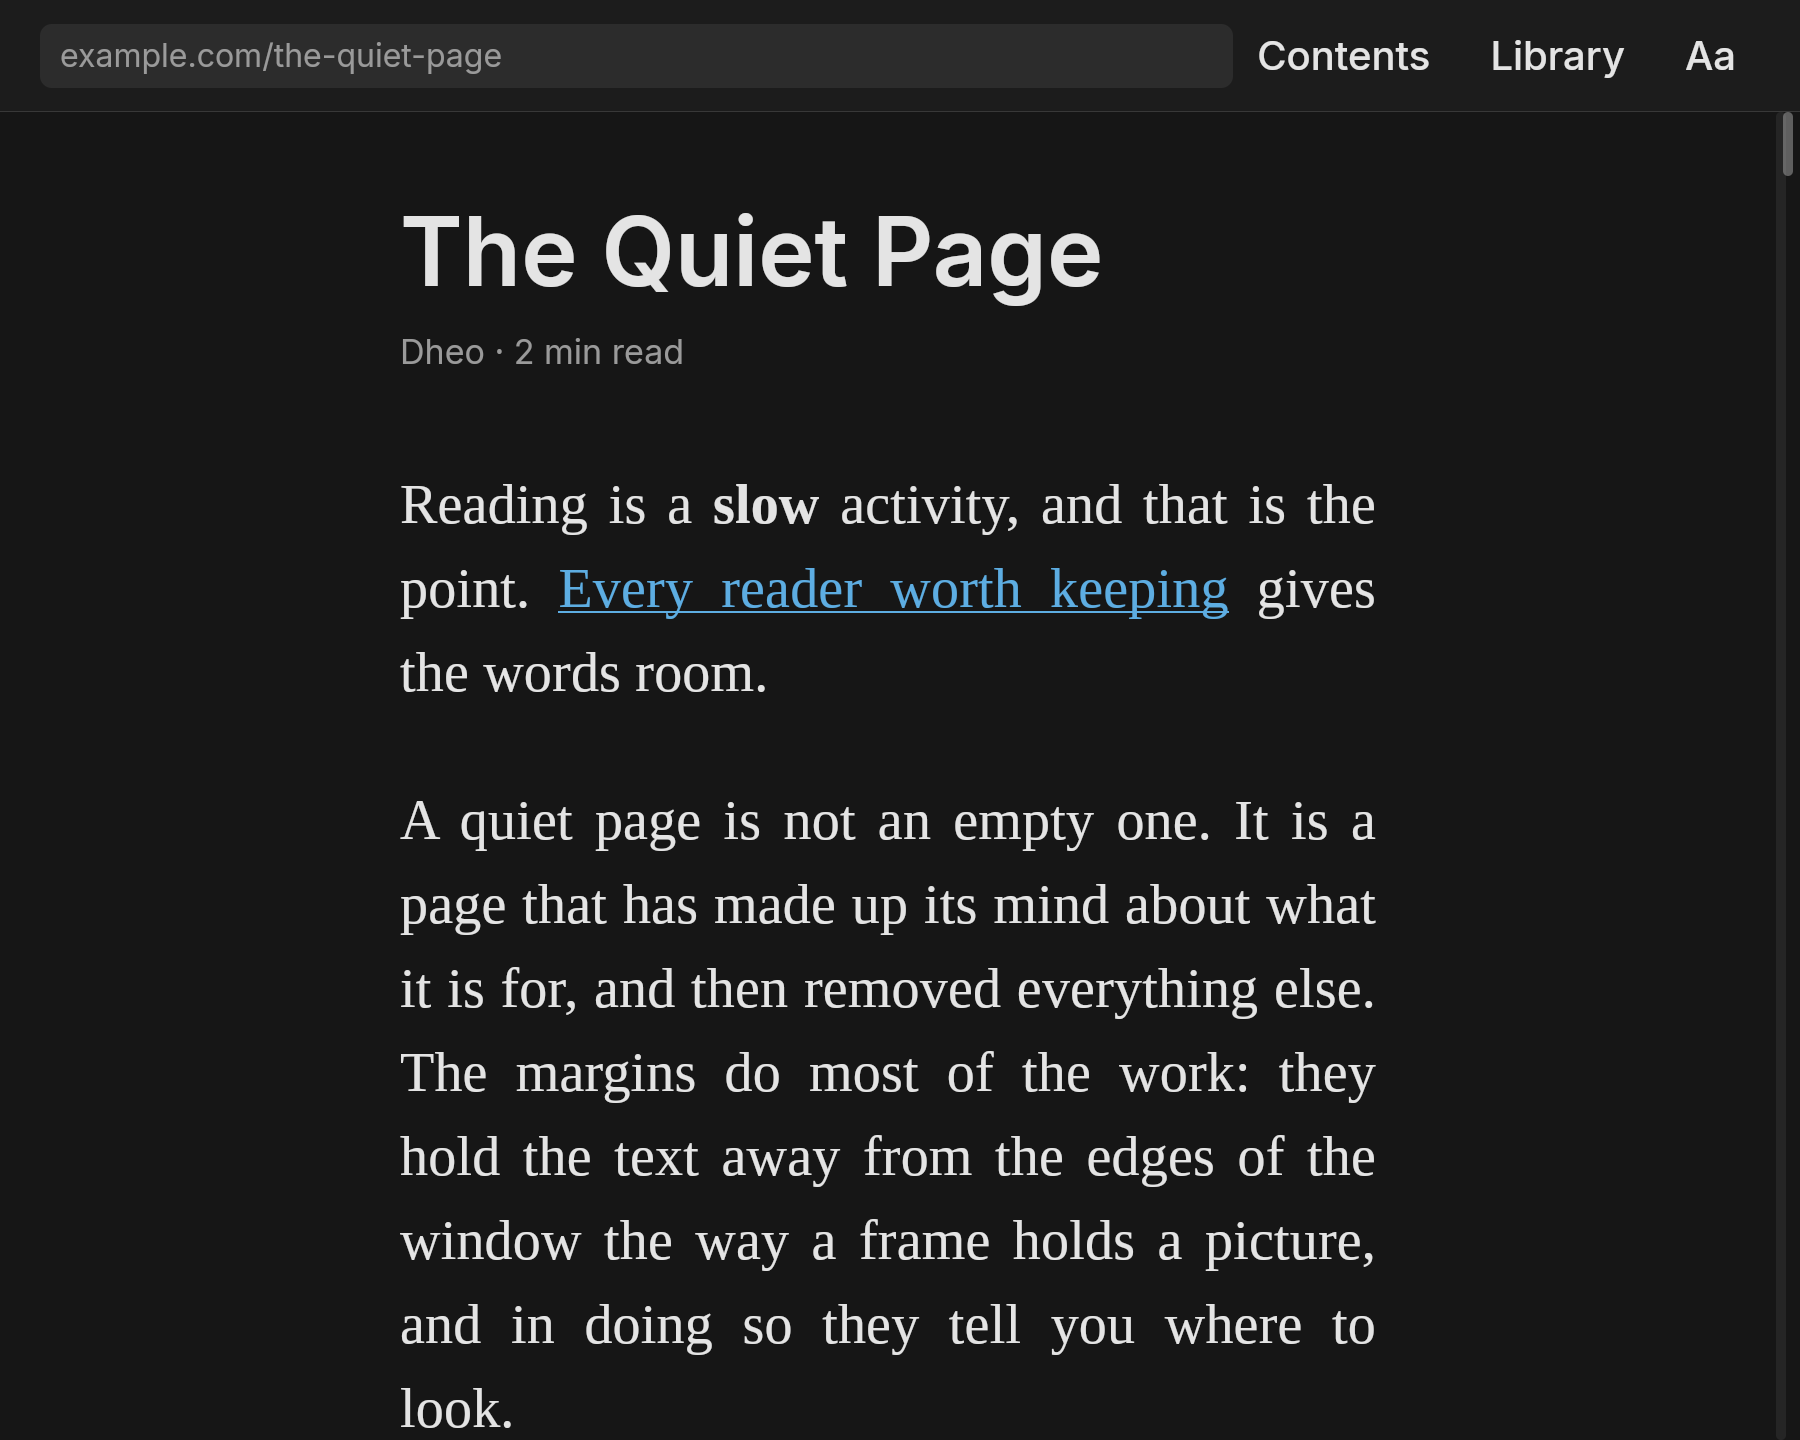 example.com/the-quiet-page
Contents
Library
Aa
The Quiet Page
Dheo · 2 min read
Reading is a slow activity, and that is the
point. Every reader worth keeping gives
the words room.
A quiet page is not an empty one. It is a
page that has made up its mind about what
it is for, and then removed everything else.
The margins do most of the work: they
hold the text away from the edges of the
window the way a frame holds a picture,
and in doing so they tell you where to
look.